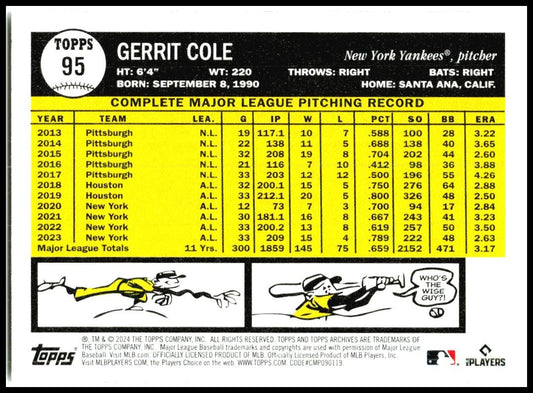 TOPPS
95
GERRIT COLE
New York Yankees®, pitcher
HT: 6'4" WT: 220 THROWS: RIGHT BATS: RIGHT
BORN: SEPTEMBER 8, 1990 HOME: SANTA ANA, CALIF.
COMPLETE MAJOR LEAGUE PITCHING RECORD
YEAR TEAM LEA. G IP W L PCT SO BB ERA
2013 Pittsburgh N.L. 19 117.1 10 7 .588 100 28 3.22
2014 Pittsburgh N.L. 22 138 11 5 .688 138 40 3.65
2015 Pittsburgh N.L. 32 208 19 8 .704 202 44 2.60
2016 Pittsburgh N.L. 21 116 7 10 .412 98 36 3.88
2017 Pittsburgh N.L. 33 203 12 12 .500 196 55 4.26
2018 Houston A.L. 32 200.1 15 5 .750 276 64 2.88
2019 Houston A.L. 33 212.1 20 5 .800 326 48 2.50
2020 New York A.L. 12 73 7 3 .700 94 17 2.84
2021 New York A.L. 30 181.1 16 8 .667 243 41 3.23
2022 New York A.L. 33 200.2 13 8 .619 257 50 3.50
2023 New York A.L. 33 209 15 4 .789 222 48 2.63
Major League Totals 11 Yrs. 300 1859 145 75 .659 2152 471 3.17
WHO'S
THE
WISE
GUY?!
®, TM & © 2024 THE TOPPS COMPANY, INC. ALL RIGHTS RESERVED. TOPPS AND TOPPS ARCHIVES ARE TRADEMARKS OF
THE TOPPS COMPANY, INC. Major League Baseball trademarks and copyrights are used with permission of Major League
Baseball. Visit MLB.com. OFFICIALLY LICENSED PRODUCT OF MLB. Officially Licensed Product of MLB Players, Inc.
Visit MLBPLAYERS.COM, the Players Choice on the web. WWW.TOPPS.COM. CODE#CMP090119.
Topps
PLAYERS